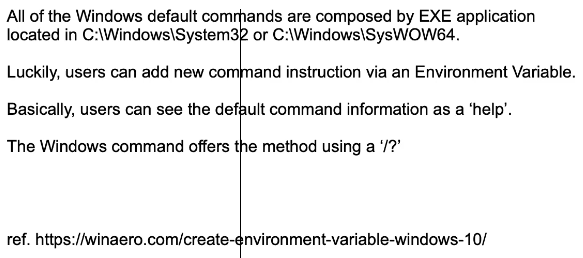 All of the Windows default commands are composed by EXE application
located in C:\Windows\System32 or C:\Windows\SysWOW64.
Luckily, users can add new command instruction via an Environment Variable.
Basically, users can see the default command information as a ‘help’.
The Windows command offers the method using a ‘/?’
ref. https://winaero.com/create-environment-variable-windows-10/